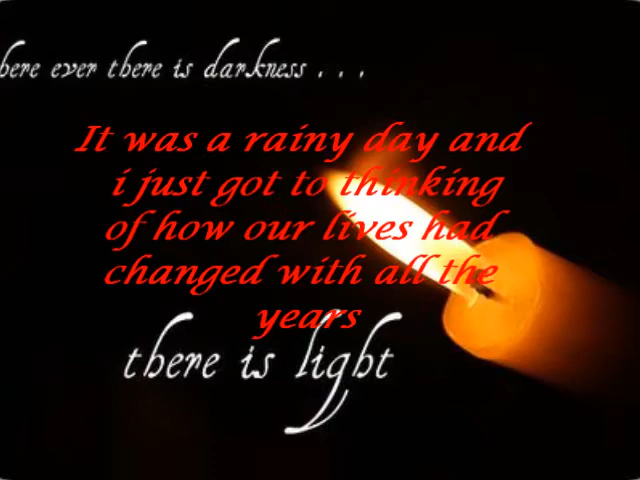 here ever there is darkness . . .
It was a rainy day and
i just got to thinking
of how our lives had
changed with all the
years
there is light